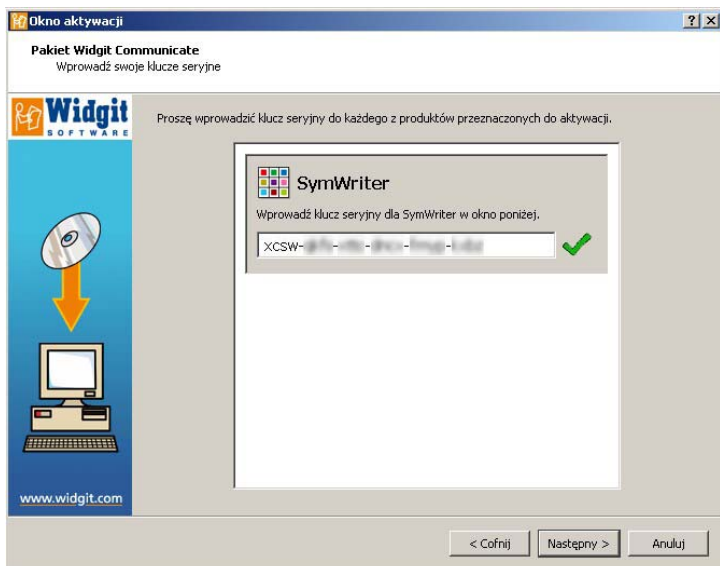 Okno aktywacji
Pakiet Widgit Communicate
Wprowadź swoje klucze seryjne
Widgit
SOFTWARE
Proszę wprowadzić klucz seryjny do każdego z produktów przeznaczonych do aktywacji.
SymWriter
Wprowadź klucz seryjny dla SymWriter w okno poniżej.
xcsw-
www.widgit.com
< Cofnij Następny > Anuluj